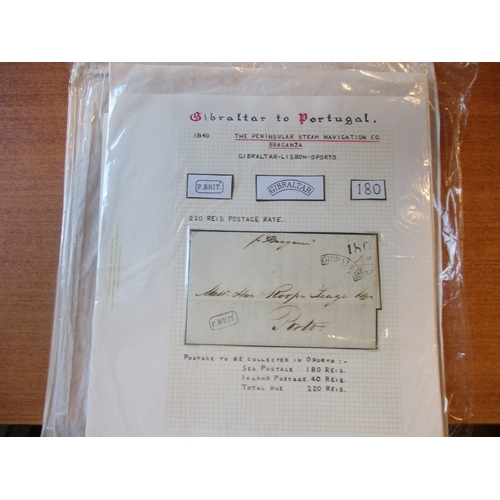 Gibraltar to Portugal.
1840. THE PENINSULAR STEAM NAVIGATION CO.
BRAGANZA
GIBRALTAR-LISBON-OPORTO.
P.BRIT. GIBRALTAR 180
220 REIS POSTAGE RATE.
180
GIBRALTAR
Porto
P.BRIT.
POSTAGE TO BE COLLECTED IN OPORTO:-
SEA POSTAGE 180 REIS.
INLAND POSTAGE 40 REIS.
TOTAL DUE 220 REIS.